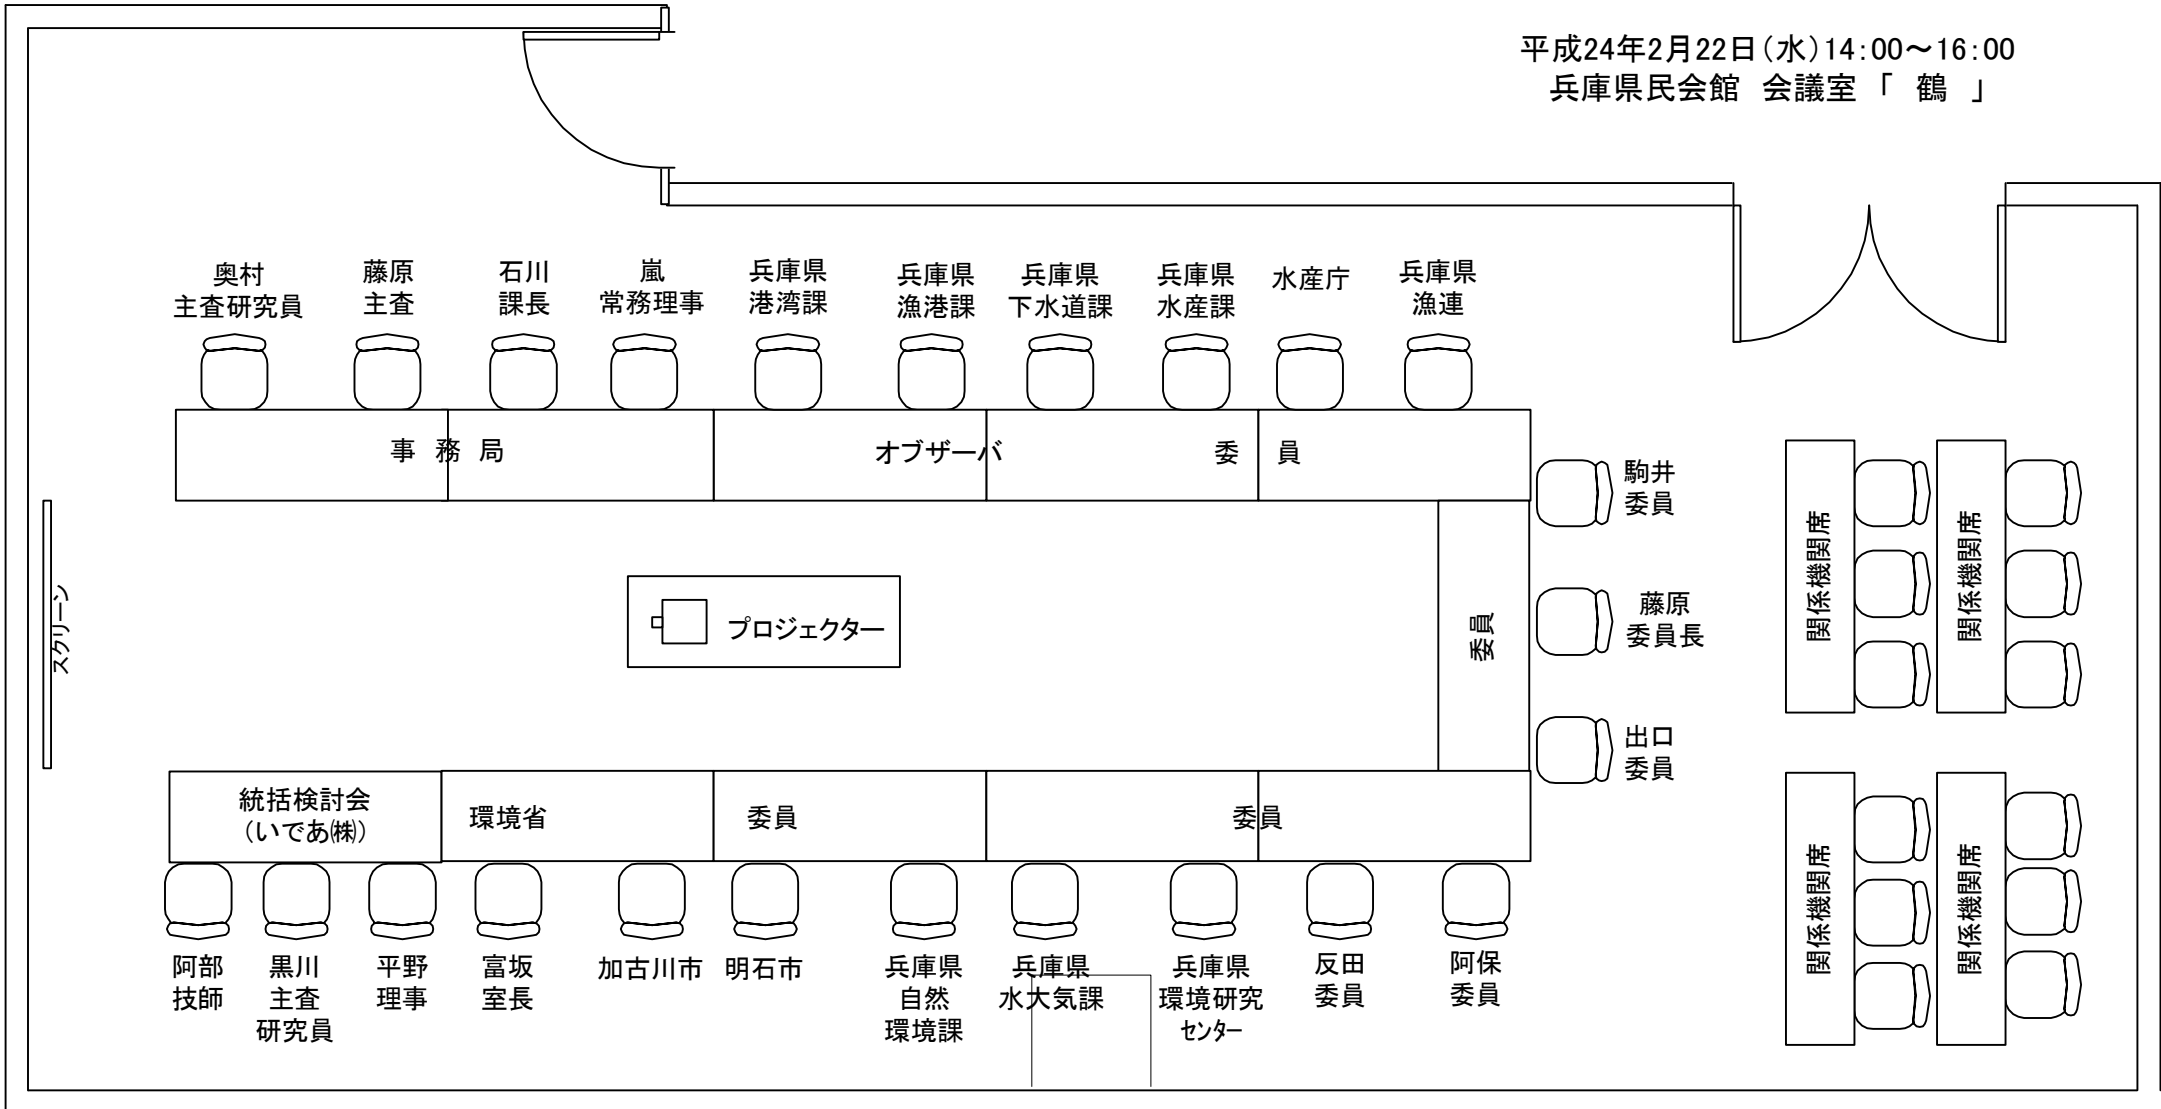 平成24年2月22日(水)14:00~16:00
兵庫県民会館 会議室「 鶴 」
奥村
主査研究員
藤原
主査
石川
課長
嵐
常務理事
兵庫県
港湾課
兵庫県
漁港課
兵庫県
下水道課
兵庫県
水産課
水産庁
兵庫県
漁連
事 務 局
オブザーバ
委 員
駒井
委員
藤原
委員長
出口
委員
委員
プロジェクター
スクリーン
関係機関席
関係機関席
関係機関席
関係機関席
統括検討会
(いであ㈱)
環境省
委員
委員
阿部
技師
黒川
主査
研究員
平野
理事
富坂
室長
加古川市
明石市
兵庫県
自然
環境課
兵庫県
水大気課
兵庫県
環境研究
センター
反田
委員
阿保
委員